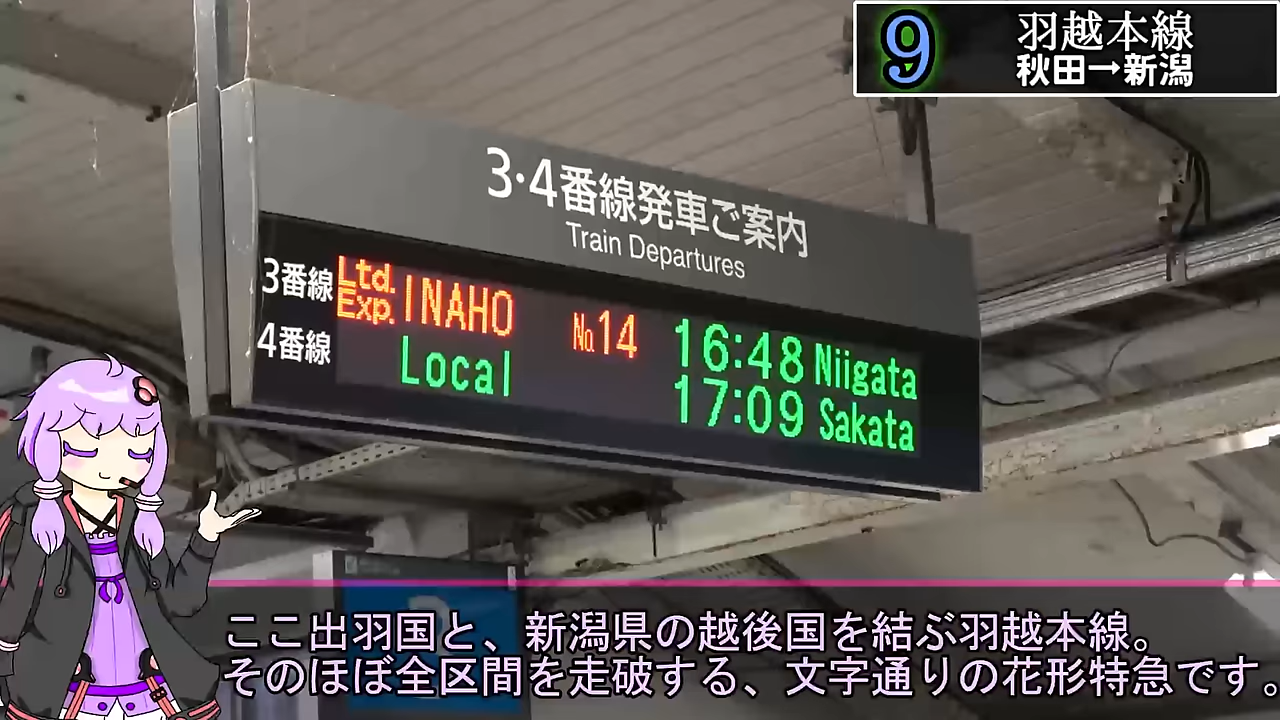 9
羽越本線
秋田→新潟
3・4番線発車ご案内
Train Departures
3番線 Ltd. Exp. INAHO №14 16:48 Niigata
4番線 Local 17:09 Sakata
ここ出羽国と、新潟県の越後国を結ぶ羽越本線。
そのほぼ全区間を走破する、文字通りの花形特急です。